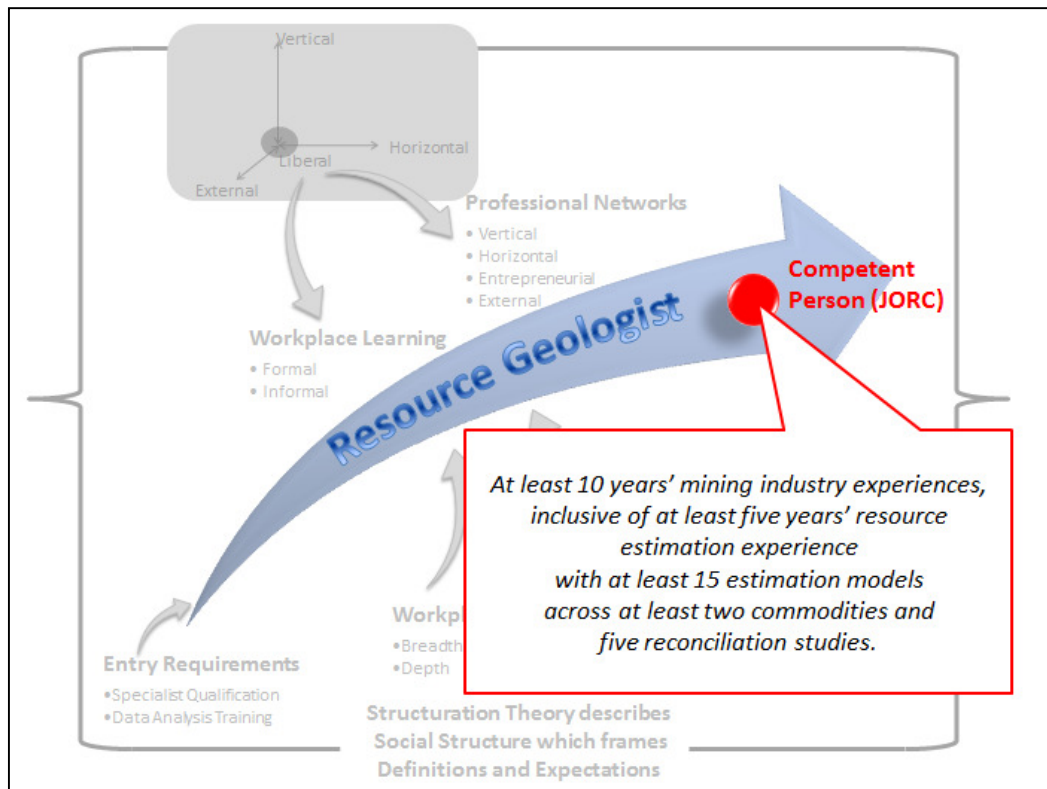 Vertical
Horizontal
Liberal
External
Professional Networks
• Vertical
• Horizontal
• Entrepreneurial
• External
Competent
Person (JORC)
Workplace Learning
• Formal
• Informal
Resource Geologist
At least 10 years’ mining industry experiences,
inclusive of at least five years’ resource
estimation experience
with at least 15 estimation models
across at least two commodities and
five reconciliation studies.
•Depth
Entry Requirements
•Specialist Qualification
•Data Analysis Training
Structuration Theory describes
Social Structure which frames
Definitions and Expectations